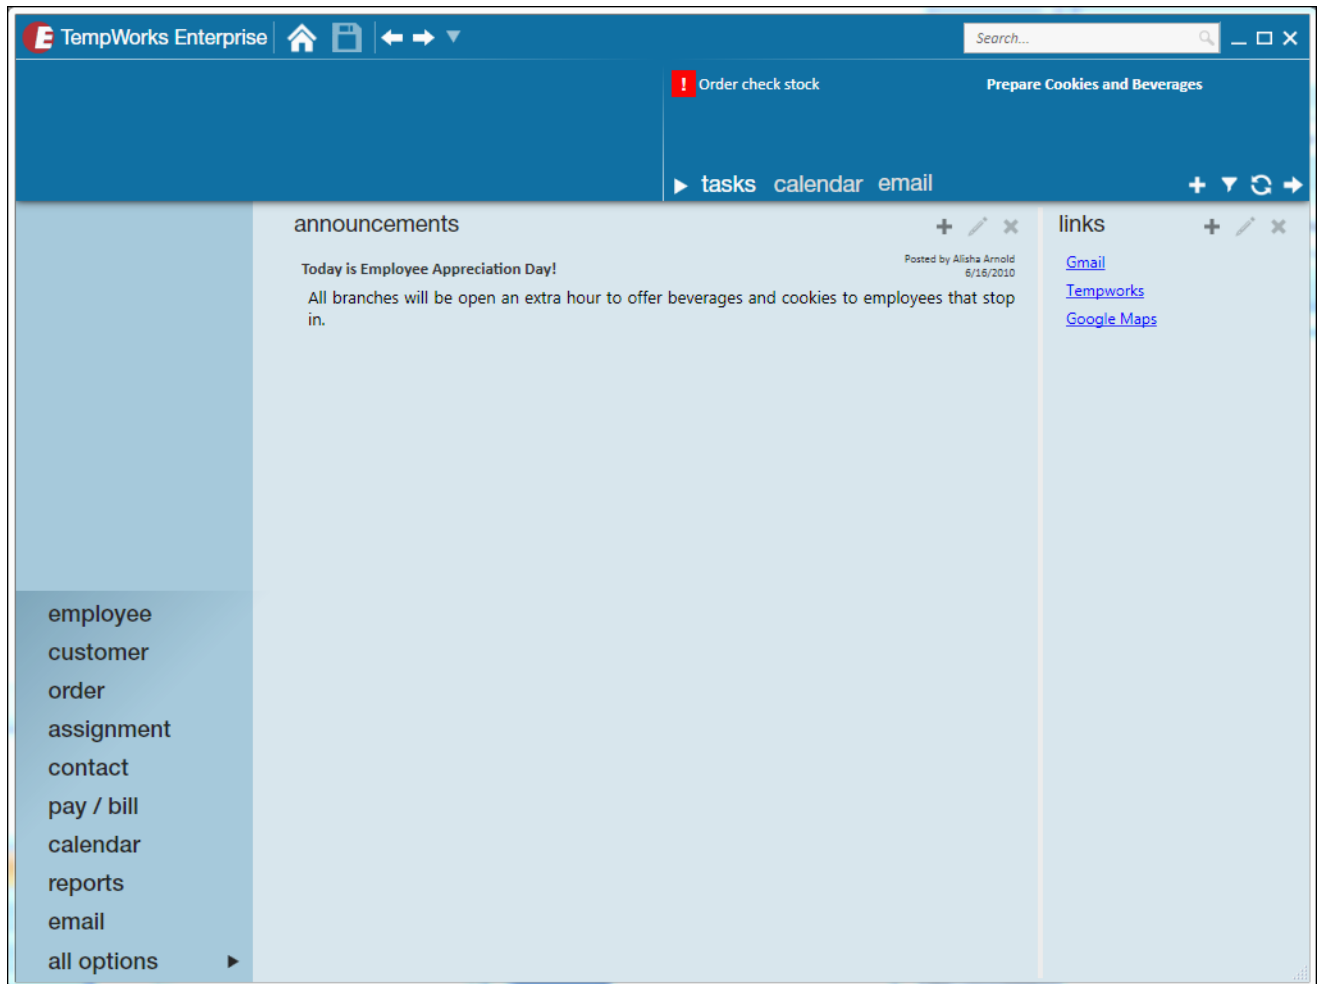 TempWorks Enterprise
Search...
! Order check stock
Prepare Cookies and Beverages
tasks calendar email
announcements
Today is Employee Appreciation Day!
Posted by Alisha Arnold
6/16/2010
All branches will be open an extra hour to offer beverages and cookies to employees that stop
in.
links
Gmail
Tempworks
Google Maps
employee
customer
order
assignment
contact
pay / bill
calendar
reports
email
all options